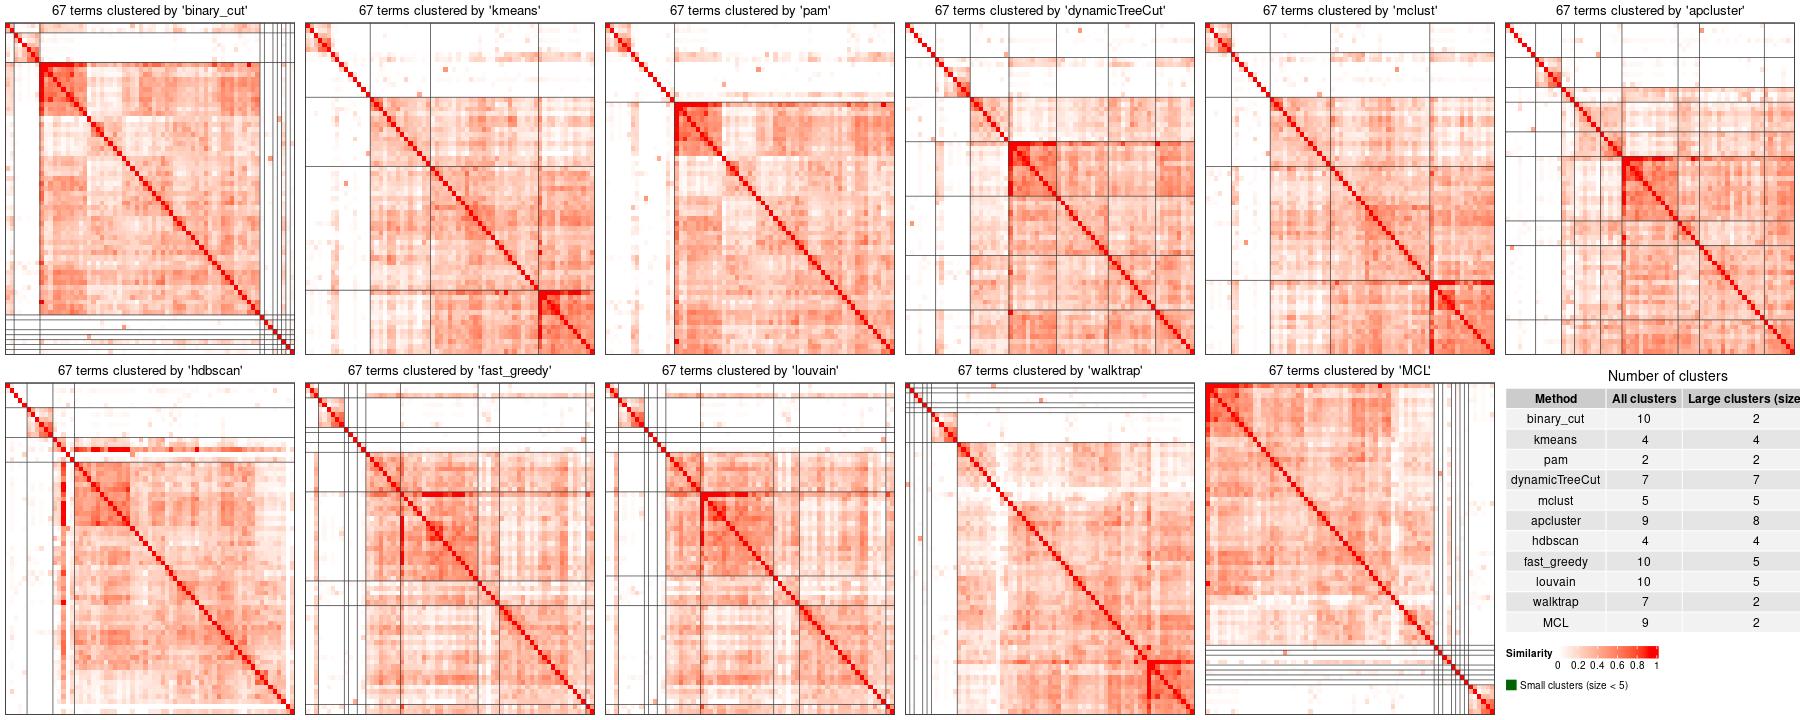 67 terms clustered by 'binary_cut'
67 terms clustered by 'kmeans'
67 terms clustered by 'pam'
67 terms clustered by 'dynamicTreeCut'
67 terms clustered by 'mclust'
67 terms clustered by 'apcluster'
67 terms clustered by 'hdbscan'
67 terms clustered by 'fast_greedy'
67 terms clustered by 'louvain'
67 terms clustered by 'walktrap'
67 terms clustered by 'MCL'
Number of clusters
Method All clusters Large clusters (size
binary_cut 10 2
kmeans 4 4
pam 2 2
dynamicTreeCut 7 7
mclust 5 5
apcluster 9 8
hdbscan 4 4
fast_greedy 10 5
louvain 10 5
walktrap 7 2
MCL 9 2
Similarity
0 0.2 0.4 0.6 0.8 1
Small clusters (size < 5)